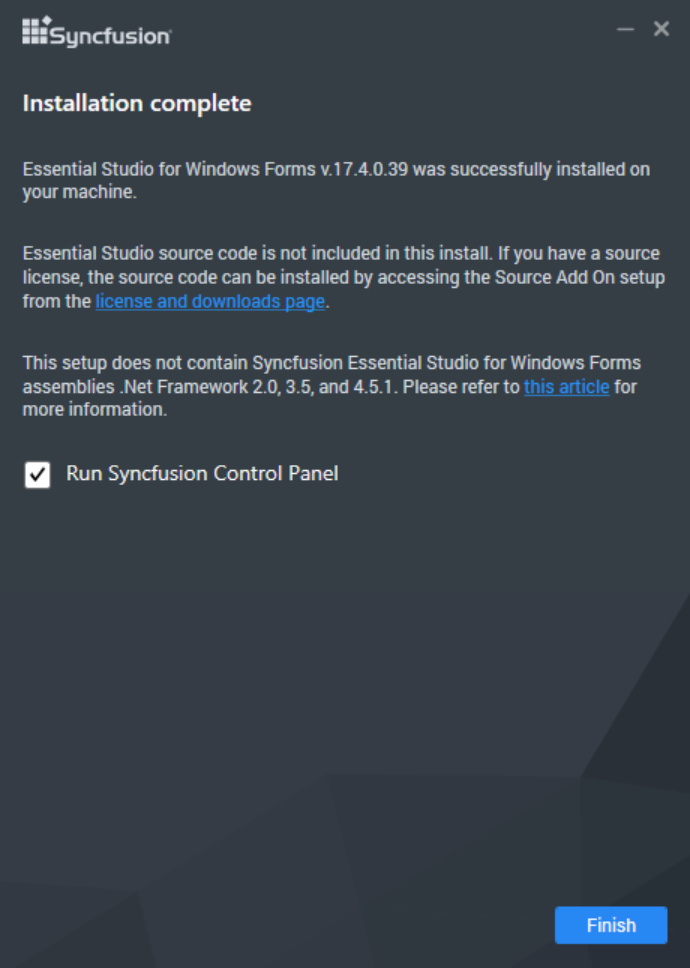 Syncfusion
Installation complete
Essential Studio for Windows Forms v.17.4.0.39 was successfully installed on
your machine.
Essential Studio source code is not included in this install. If you have a source
license, the source code can be installed by accessing the Source Add On setup
from the license and downloads page.
This setup does not contain Syncfusion Essential Studio for Windows Forms
assemblies .Net Framework 2.0, 3.5, and 4.5.1. Please refer to this article for
more information.
Run Syncfusion Control Panel
Finish